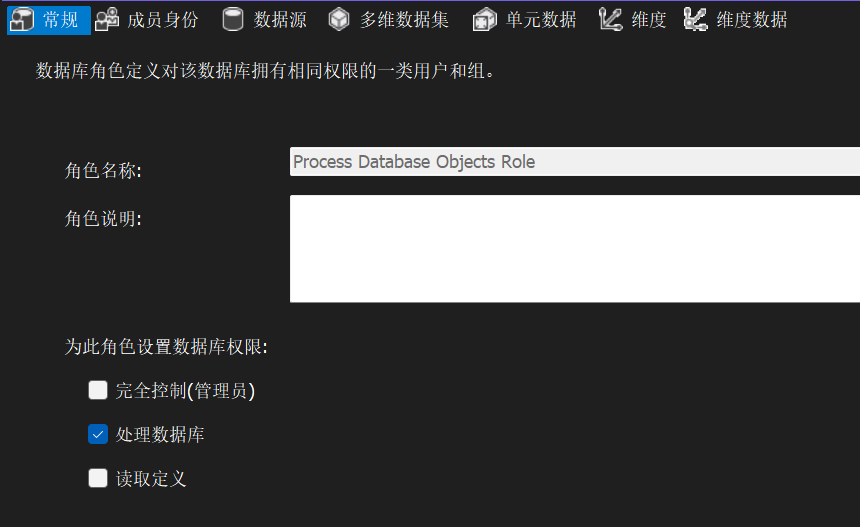 常规 成员身份 数据源 多维数据集 单元数据 维度 维度数据
数据库角色定义对该数据库拥有相同权限的一类用户和组。
角色名称: Process Database Objects Role
角色说明:
为此角色设置数据库权限:
完全控制(管理员)
处理数据库
读取定义